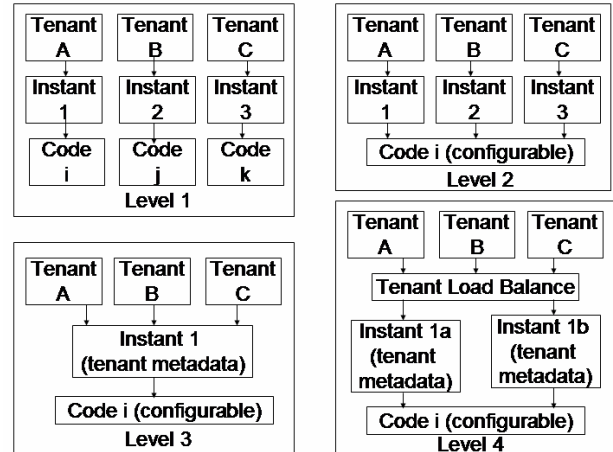 Tenant Tenant Tenant
A B C
Instant Instant Instant
1 2 3
Code Code Code
i j k
Level 1
Tenant Tenant Tenant
A B C
Instant Instant Instant
1 2 3
Code i (configurable)
Level 2
Tenant Tenant Tenant
A B C
Instant 1
(tenant metadata)
Code i (configurable)
Level 3
Tenant Tenant Tenant
A B C
Tenant Load Balance
Instant 1a Instant 1b
(tenant (tenant
metadata) metadata)
Code i (configurable)
Level 4